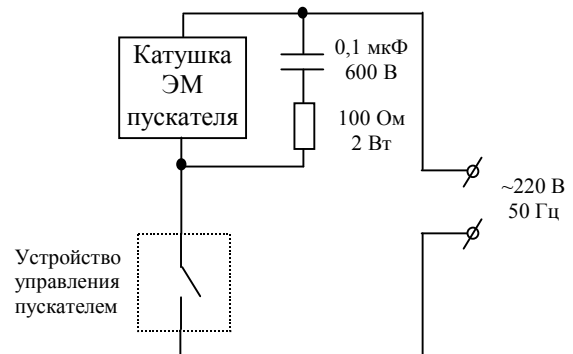 Катушка
ЭМ
пускателя
0,1 мкФ
600 В
100 Ом
2 Вт
~220 В
50 Гц
Устройство
управления
пускателем